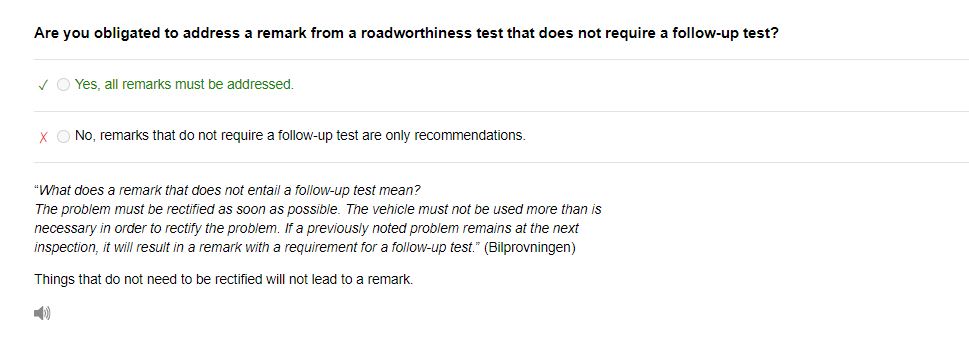 Are you obligated to address a remark from a roadworthiness test that does not require a follow-up test?
✓ Yes, all remarks must be addressed.
X No, remarks that do not require a follow-up test are only recommendations.
“What does a remark that does not entail a follow-up test mean?
The problem must be rectified as soon as possible. The vehicle must not be used more than is
necessary in order to rectify the problem. If a previously noted problem remains at the next
inspection, it will result in a remark with a requirement for a follow-up test.” (Bilprovningen)
Things that do not need to be rectified will not lead to a remark.